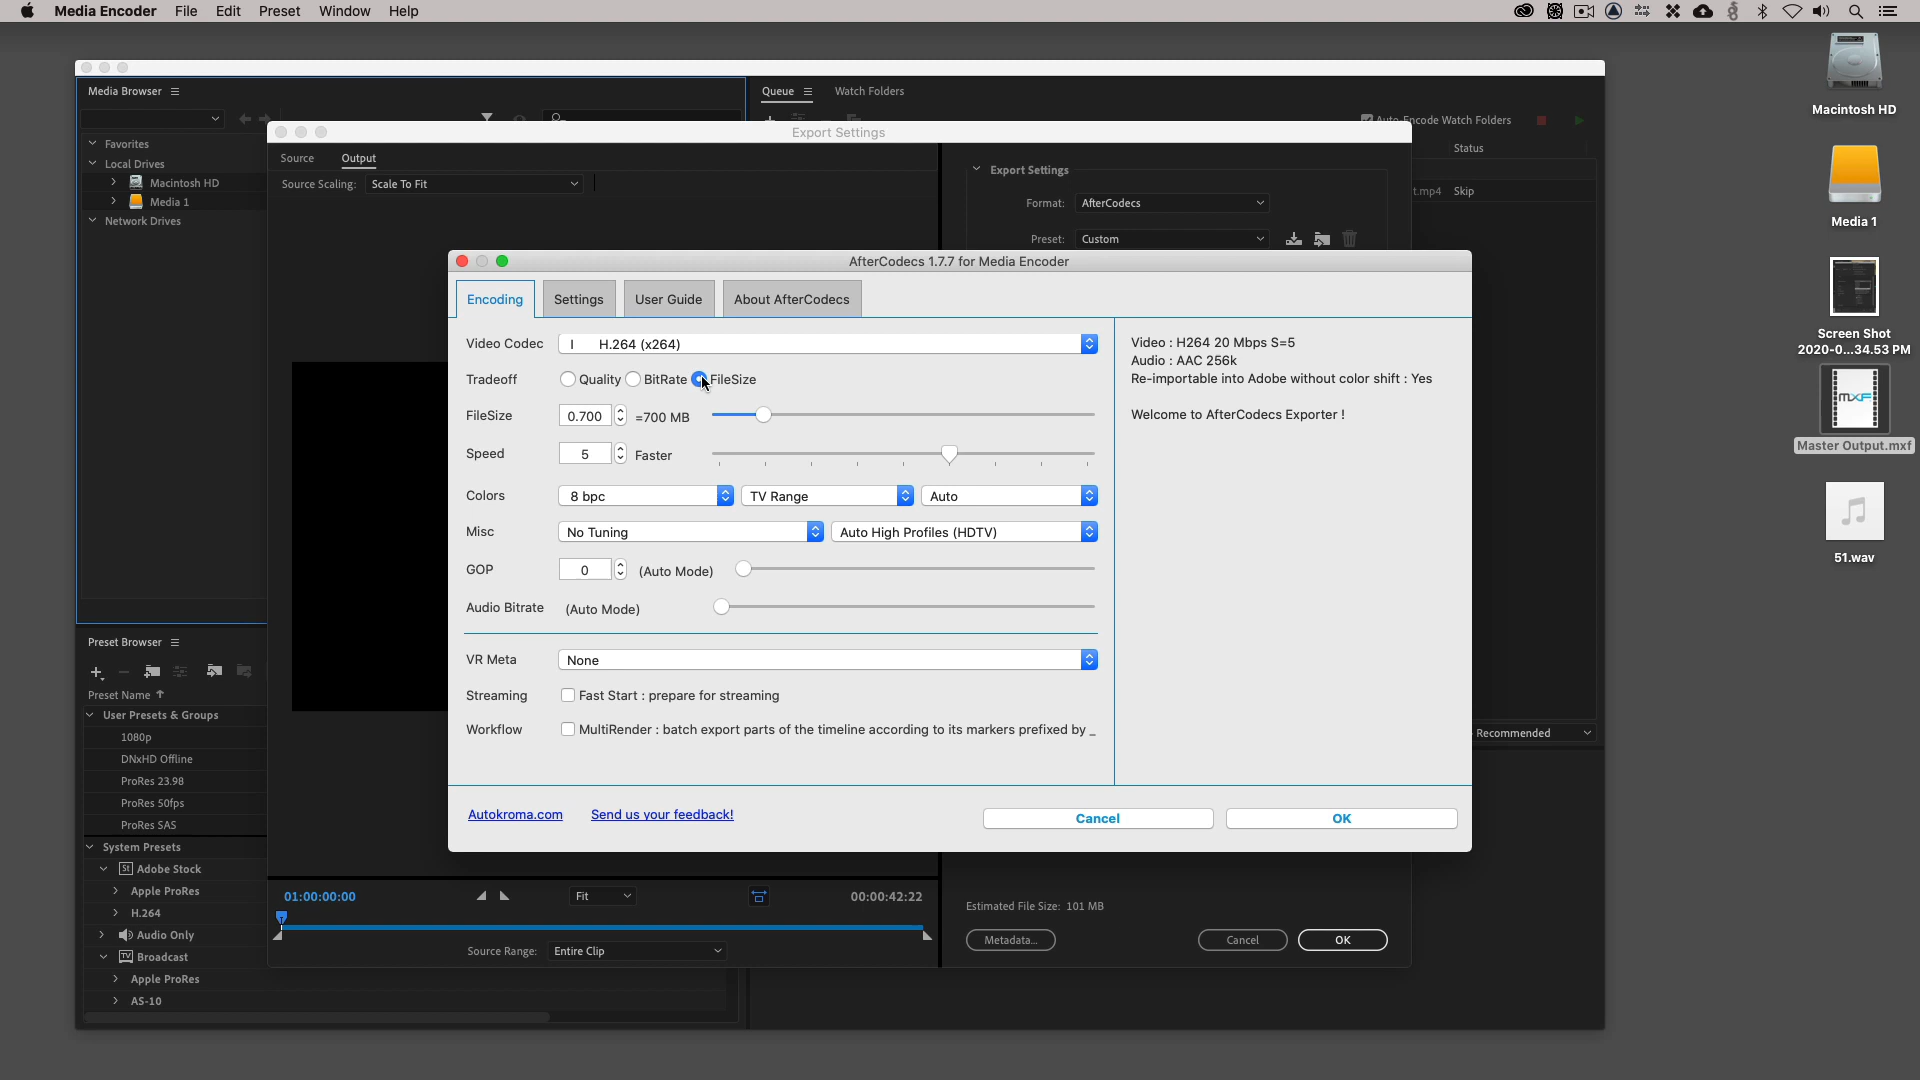 Media Encoder File Edit Preset Window Help
Media Browser
Queue
Watch Folders
Auto-Encode Watch Folders
Favorites
Local Drives
Macintosh HD
Media 1
Network Drives
Status
t.mp4 Skip
Export Settings
Source Output
Source Scaling: Scale To Fit
Export Settings
Format: AfterCodecs
Preset: Custom
AfterCodecs 1.7.7 for Media Encoder
Encoding Settings User Guide About AfterCodecs
Video Codec I H.264 (x264)
Tradeoff Quality BitRate FileSize
FileSize 0.700 =700 MB
Speed 5 Faster
Colors 8 bpc TV Range Auto
Misc No Tuning Auto High Profiles (HDTV)
GOP 0 (Auto Mode)
Audio Bitrate (Auto Mode)
VR Meta None
Streaming Fast Start : prepare for streaming
Workflow MultiRender : batch export parts of the timeline according to its markers prefixed by _
Video : H264 20 Mbps S=5
Audio : AAC 256k
Re-importable into Adobe without color shift : Yes
Welcome to AfterCodecs Exporter !
Autokroma.com Send us your feedback!
Cancel OK
Preset Browser
Preset Name
User Presets & Groups
1080p
DNxHD Offline
ProRes 23.98
ProRes 50fps
ProRes SAS
System Presets
St Adobe Stock
Apple ProRes
H.264
Audio Only
TV Broadcast
Apple ProRes
AS-10
Recommended
01:00:00:00 Fit 00:00:42:22
Source Range: Entire Clip
Estimated File Size: 101 MB
Metadata... Cancel OK
Macintosh HD
Media 1
Screen Shot
2020-0...34.53 PM
MXF
Master Output.mxf
51.wav